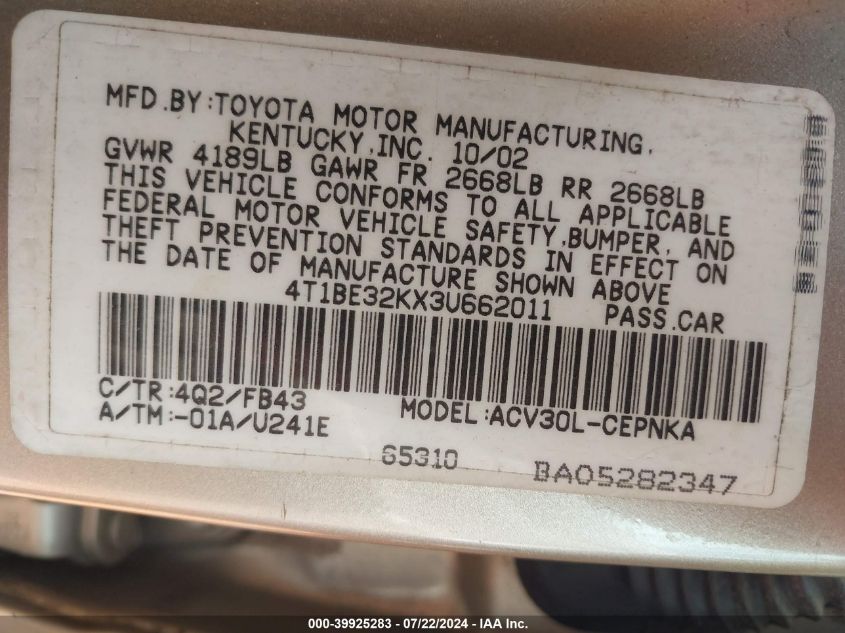 MFD.BY:TOYOTA MOTOR MANUFACTURING,
KENTUCKY,INC. 10/02
GVWR 4189LB GAWR FR 2668LB RR 2668LB
THIS VEHICLE CONFORMS TO ALL APPLICABLE
FEDERAL MOTOR VEHICLE SAFETY,BUMPER, AND
THEFT PREVENTION STANDARDS IN EFFECT ON
THE DATE OF MANUFACTURE SHOWN ABOVE
4T1BE32KX3U662011 PASS.CAR
C/TR:4Q2/FB43 MODEL:ACV30L-CEPNKA
A/TM:-01A/U241E
65310 BA05282347
000-39925283 - 07/22/2024 - IAA Inc.